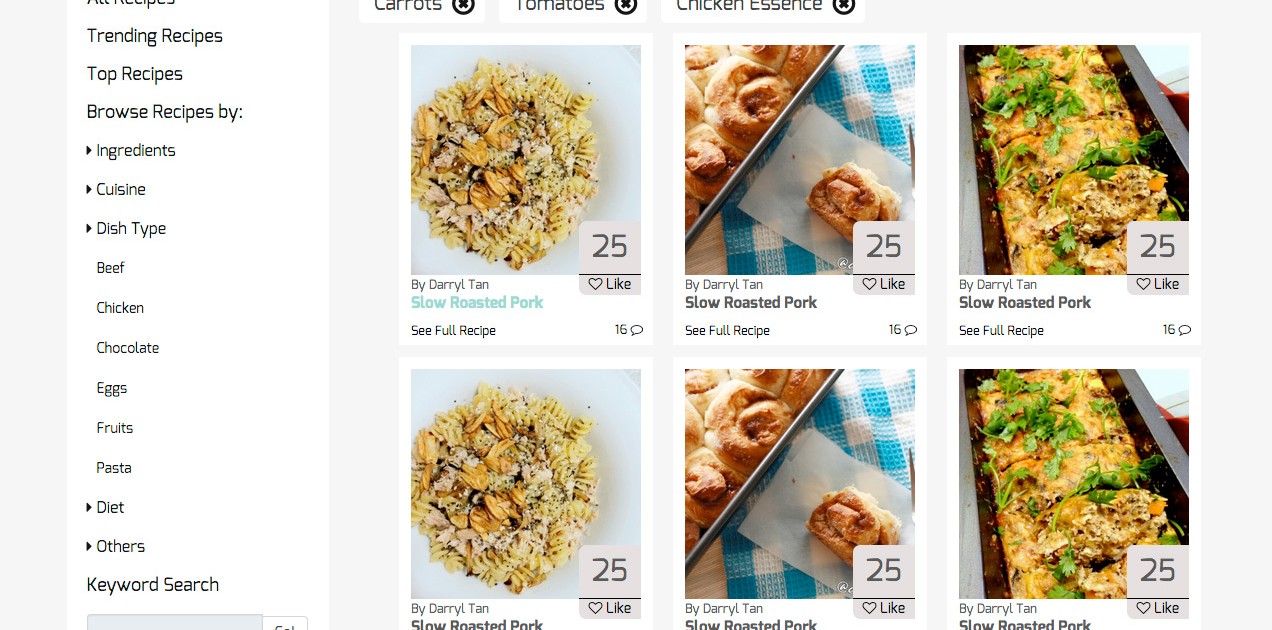 All Recipes
Trending Recipes
Top Recipes
Browse Recipes by:
Ingredients
Cuisine
Dish Type
Beef
Chicken
Chocolate
Eggs
Fruits
Pasta
Diet
Others
Keyword Search
Go!
Carrots
Tomatoes
Chicken Essence
25
Like
By Darryl Tan
Slow Roasted Pork
See Full Recipe
16
25
Like
By Darryl Tan
Slow Roasted Pork
See Full Recipe
16
25
Like
By Darryl Tan
Slow Roasted Pork
See Full Recipe
16
25
Like
By Darryl Tan
Slow Roasted Pork
25
Like
By Darryl Tan
Slow Roasted Pork
25
Like
By Darryl Tan
Slow Roasted Pork